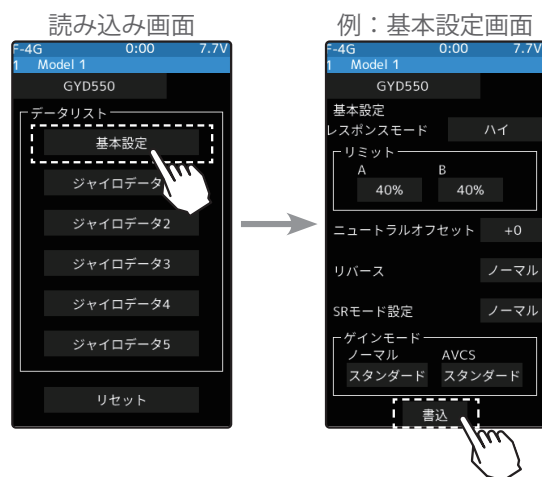 読み込み画面
F-4G 0:00 7.7V
1 Model 1
GYD550
データリスト
基本設定
ジャイロデータ
ジャイロデータ2
ジャイロデータ3
ジャイロデータ4
ジャイロデータ5
リセット
例：基本設定画面
F-4G 0:00 7.7V
1 Model 1
GYD550
基本設定
レスポンスモード ハイ
リミット
A B
40% 40%
ニュートラルオフセット +0
リバース ノーマル
SRモード設定 ノーマル
ゲインモード
ノーマル AVCS
スタンダード スタンダード
書込